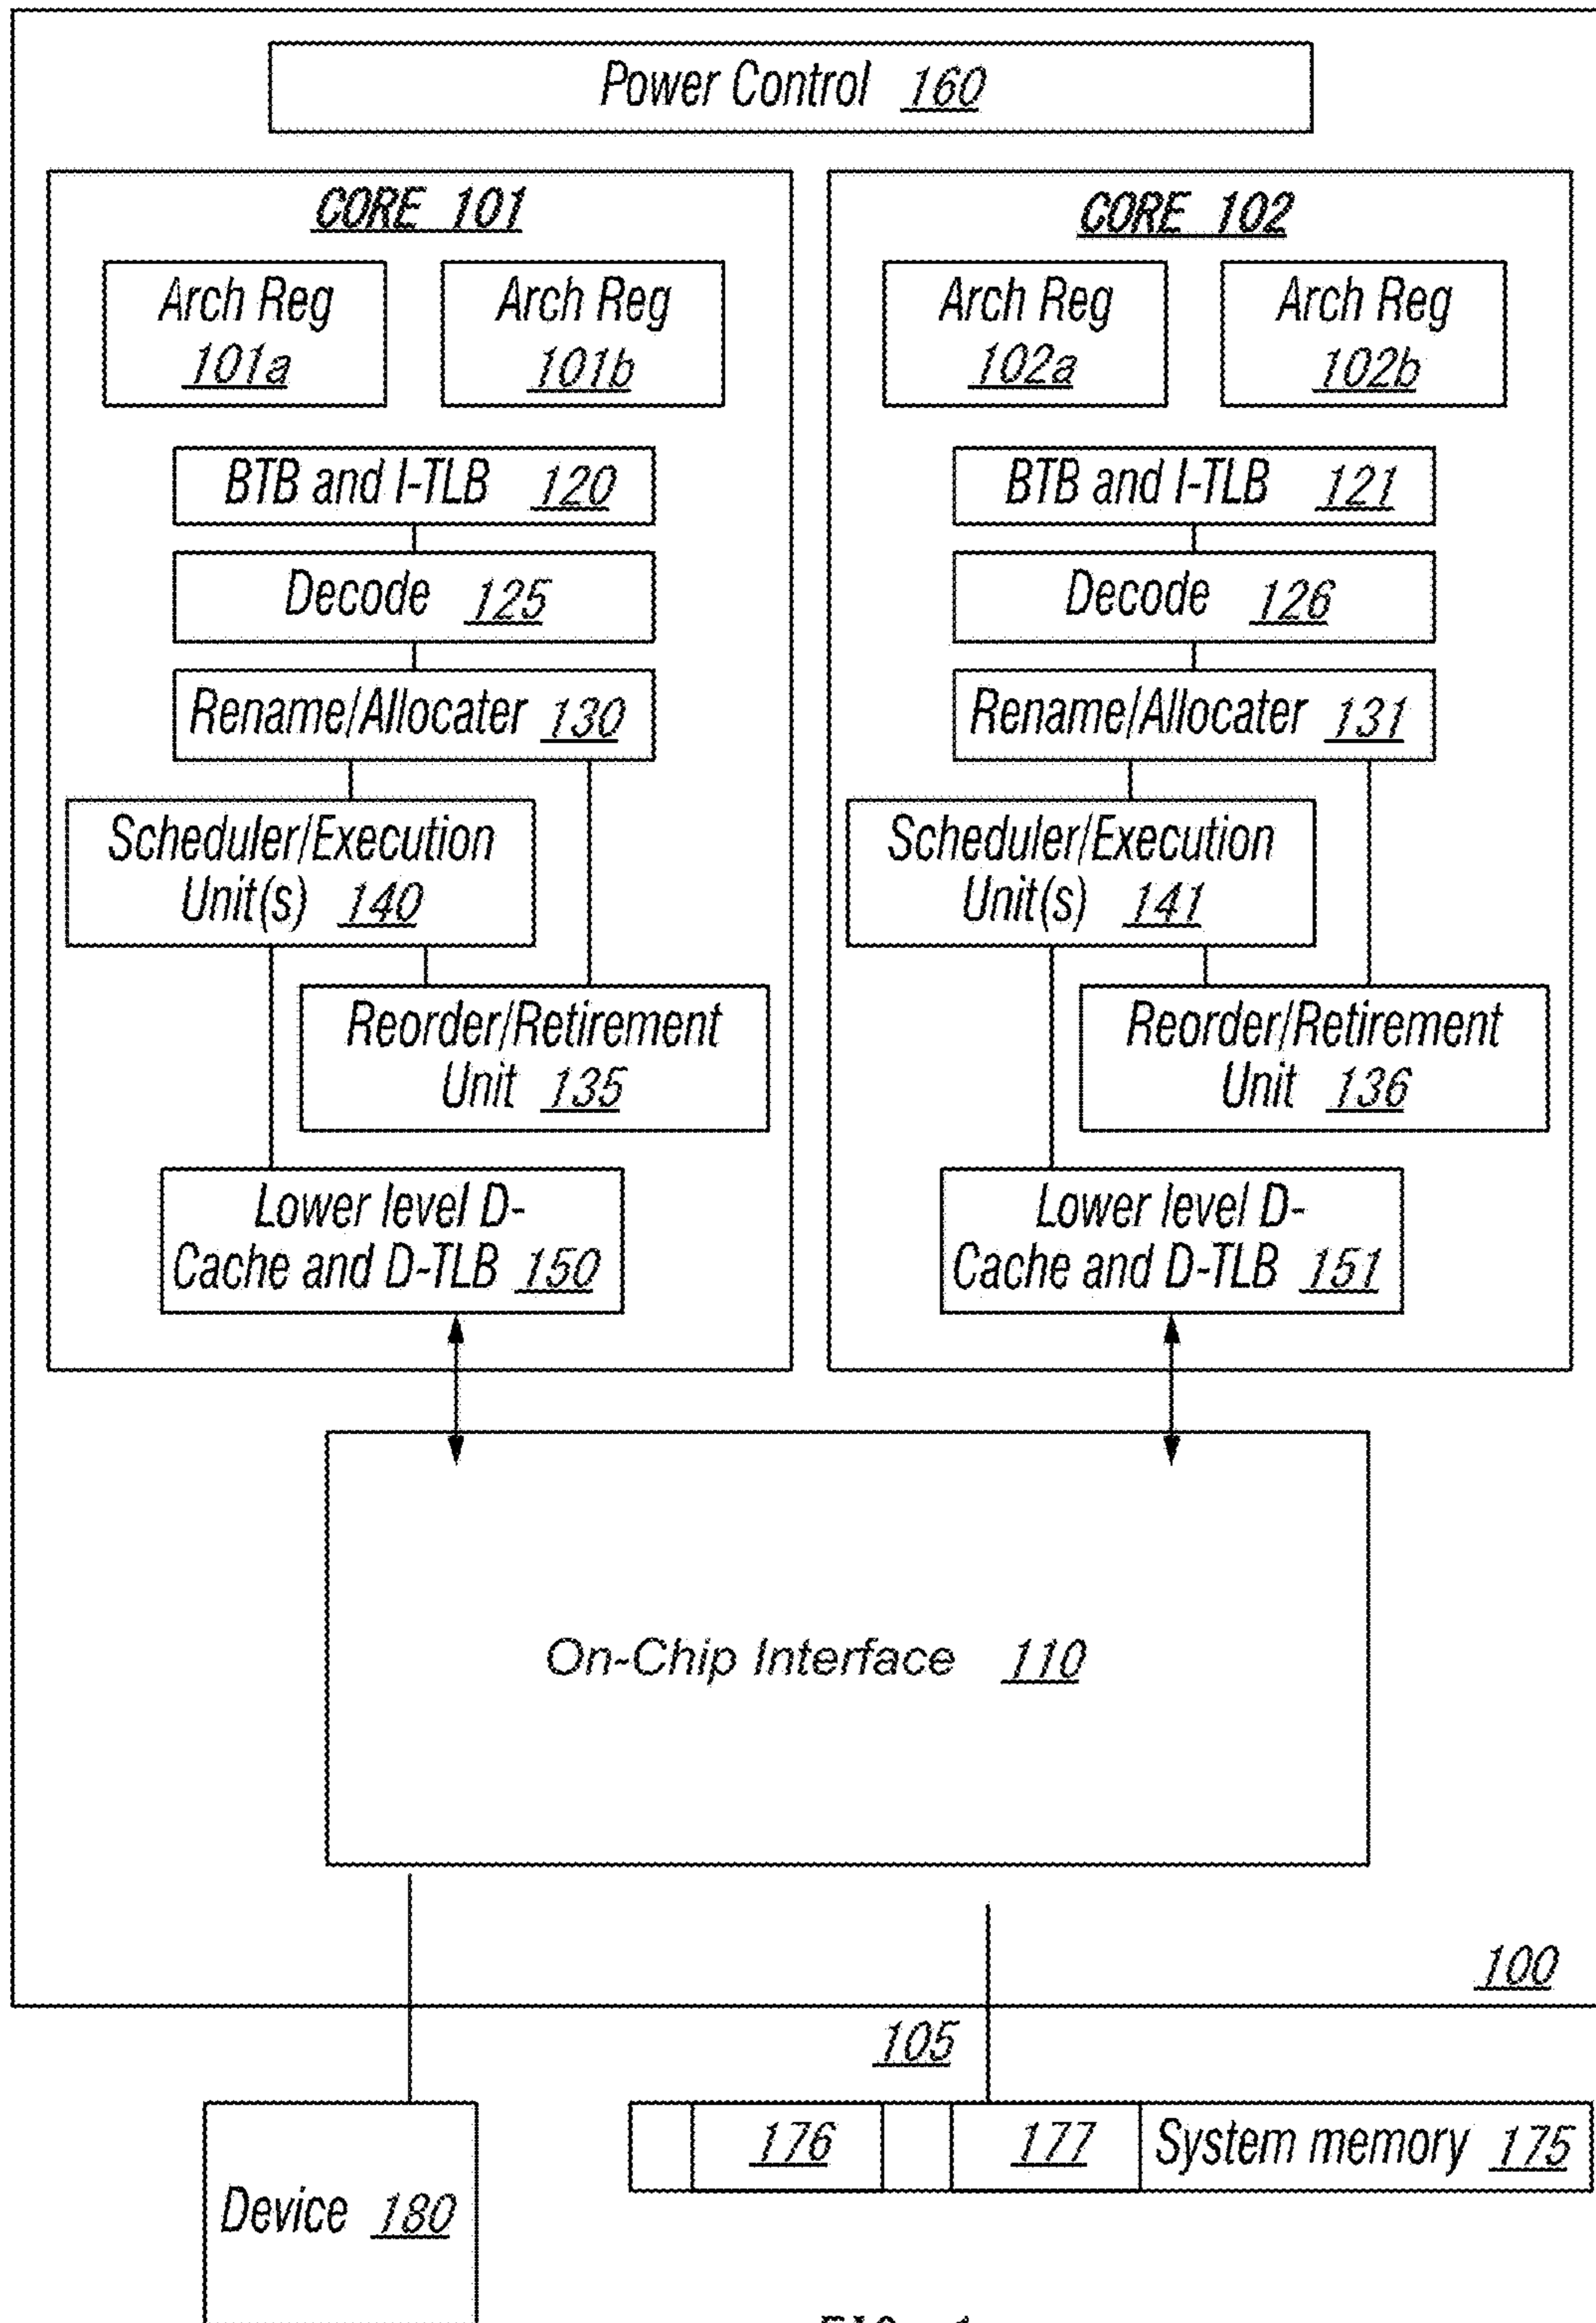 Power Control 160
CORE 101
Arch Reg
101a
Arch Reg
101b
BTB and I-TLB 120
Decode 125
Rename/Allocater 130
Scheduler/Execution
Unit(s) 140
Reorder/Retirement
Unit 135
Lower level D-
Cache and D-TLB 150
CORE 102
Arch Reg
102a
Arch Reg
102b
BTB and I-TLB 121
Decode 126
Rename/Allocater 131
Scheduler/Execution
Unit(s) 141
Reorder/Retirement
Unit 136
Lower level D-
Cache and D-TLB 151
On-Chip Interface 110
100
105
176
177
System memory 175
Device 180